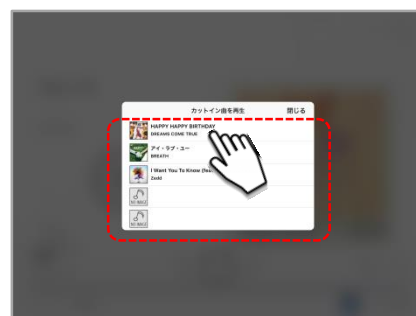 カットイン曲を再生 閉じる
HAPPY HAPPY BIRTHDAY
DREAMS COME TRUE
アイ・ラブ・ユー
BREATH
I Want You To Know (fea
Zedd
NO IMAGE
NO IMAGE